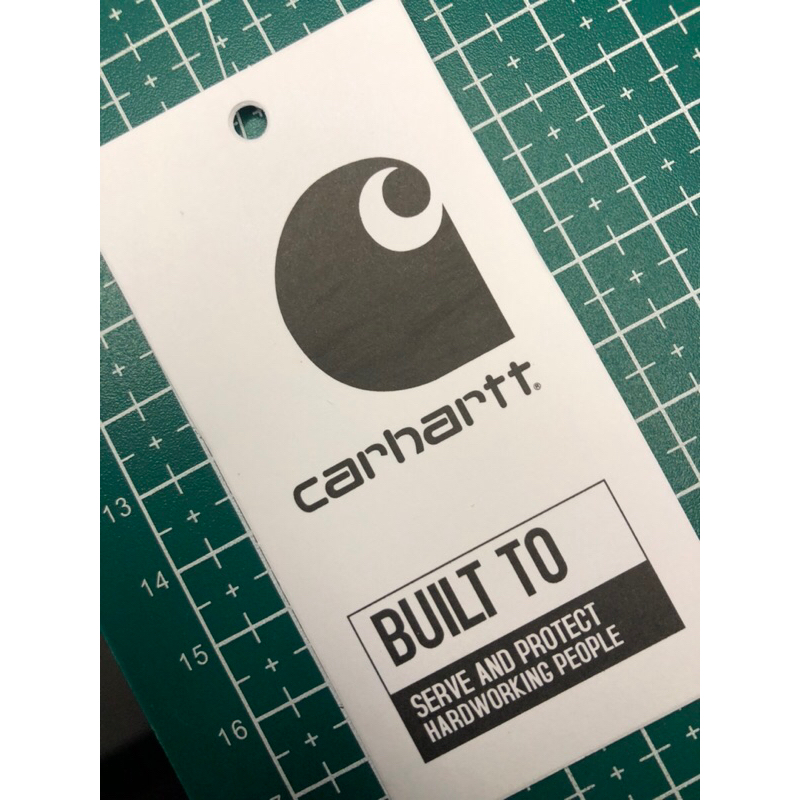 carhartt®
BUILT TO
SERVE AND PROTECT
HARDWORKING PEOPLE
13
14
15
16